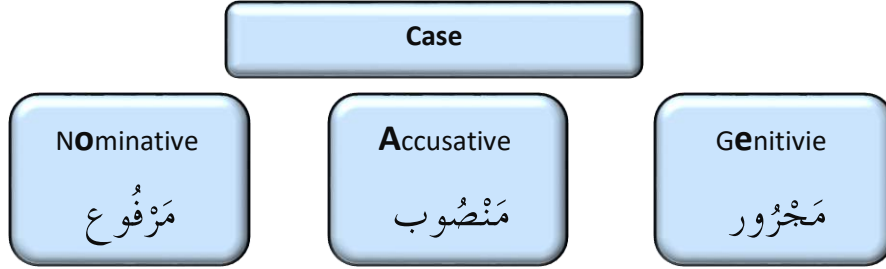 Case
Nominative
مَرْفُوع
Accusative
مَنْصُوب
Genitivie
مَجْرُور